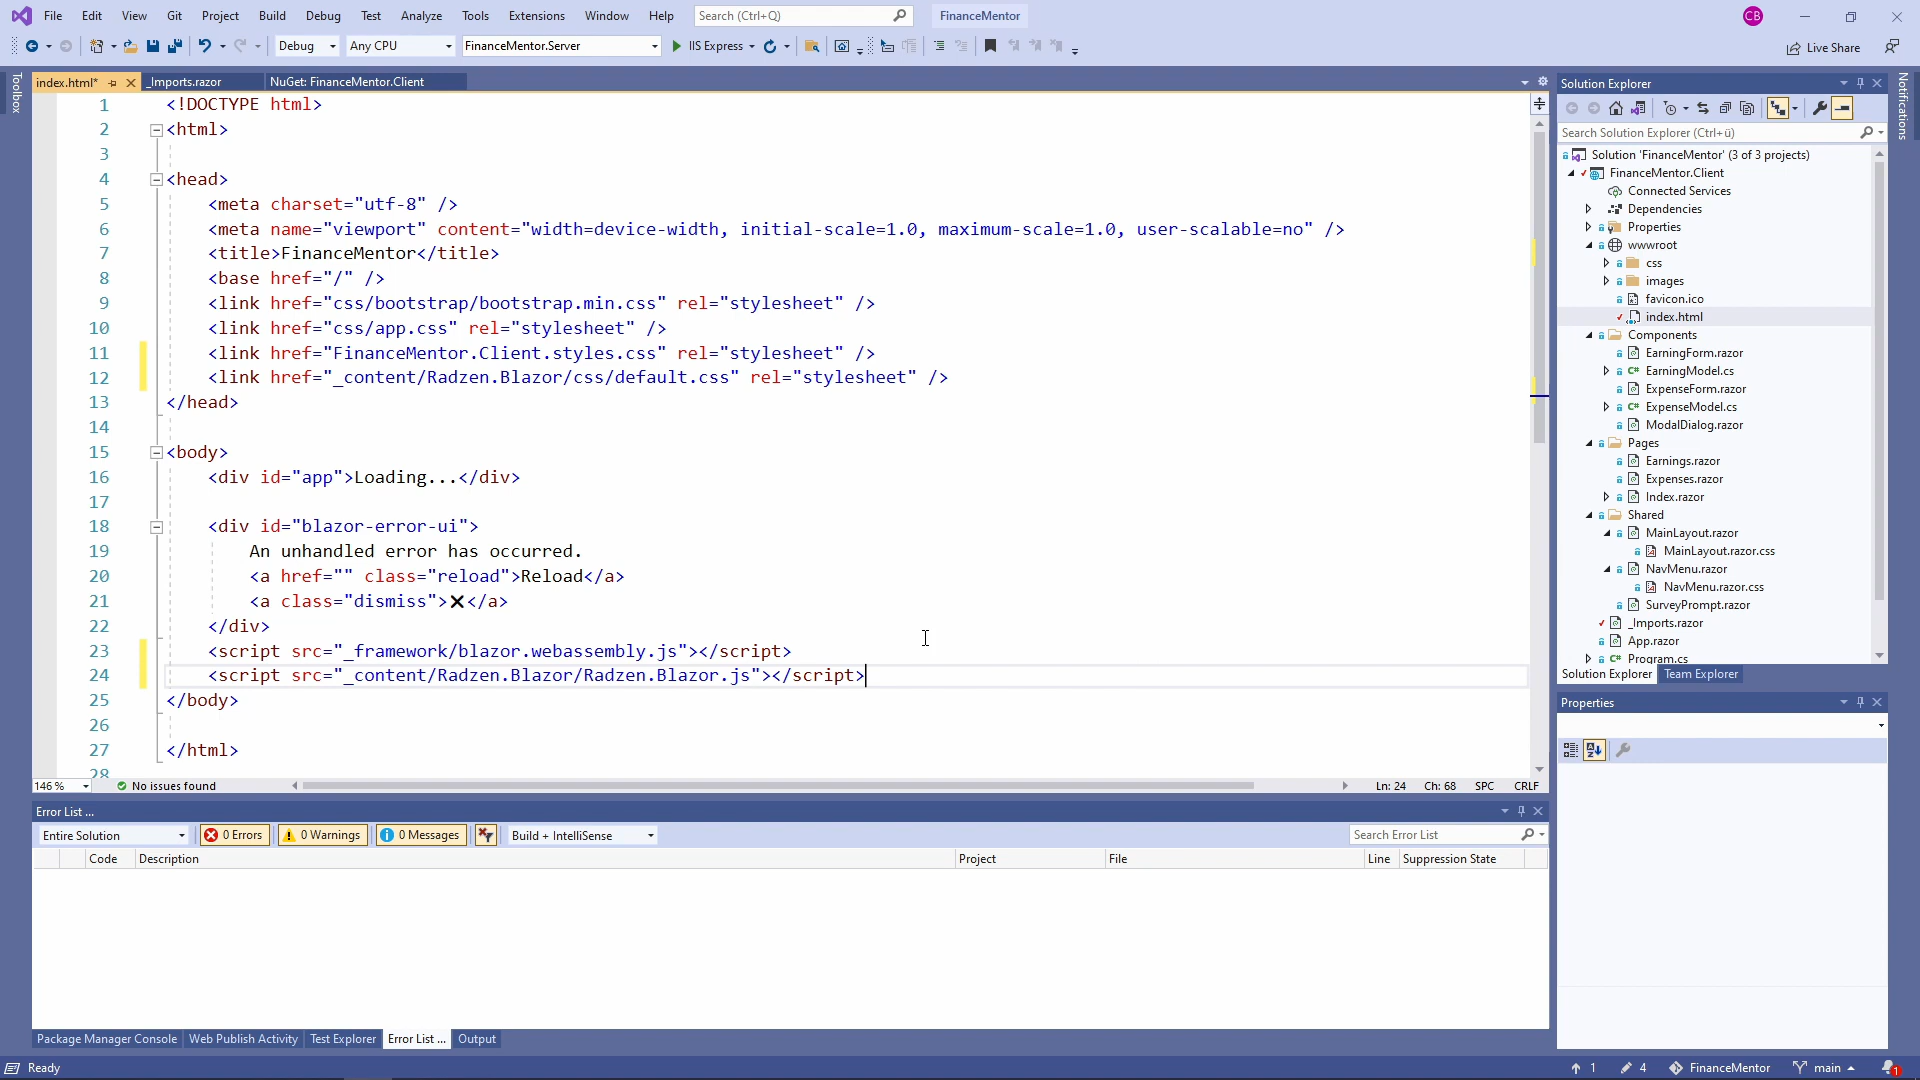 File Edit View Git Project Build Debug Test Analyze Tools Extensions Window Help Search (Ctrl+Q) FinanceMentor CB
Debug Any CPU FinanceMentor.Server IIS Express Live Share
Toolbox
index.html* _Imports.razor NuGet: FinanceMentor.Client
1 <!DOCTYPE html>
2 <html>
3
4 <head>
5 <meta charset="utf-8" />
6 <meta name="viewport" content="width=device-width, initial-scale=1.0, maximum-scale=1.0, user-scalable=no" />
7 <title>FinanceMentor</title>
8 <base href="/" />
9 <link href="css/bootstrap/bootstrap.min.css" rel="stylesheet" />
10 <link href="css/app.css" rel="stylesheet" />
11 <link href="FinanceMentor.Client.styles.css" rel="stylesheet" />
12 <link href="_content/Radzen.Blazor/css/default.css" rel="stylesheet" />
13 </head>
14
15 <body>
16 <div id="app">Loading...</div>
17
18 <div id="blazor-error-ui">
19 An unhandled error has occurred.
20 <a href="" class="reload">Reload</a>
21 <a class="dismiss">🗙</a>
22 </div>
23 <script src="_framework/blazor.webassembly.js"></script>
24 <script src="_content/Radzen.Blazor/Radzen.Blazor.js"></script>
25 </body>
26
27 </html>
28
146 % No issues found Ln: 24 Ch: 68 SPC CRLF
Error List ...
Entire Solution 0 Errors 0 Warnings 0 Messages Build + IntelliSense Search Error List
Code Description Project File Line Suppression State
Package Manager Console Web Publish Activity Test Explorer Error List ... Output
Solution Explorer
Search Solution Explorer (Ctrl+ü)
Solution 'FinanceMentor' (3 of 3 projects)
FinanceMentor.Client
Connected Services
Dependencies
Properties
wwwroot
css
images
favicon.ico
index.html
Components
EarningForm.razor
C# EarningModel.cs
ExpenseForm.razor
C# ExpenseModel.cs
ModalDialog.razor
Pages
Earnings.razor
Expenses.razor
Index.razor
Shared
MainLayout.razor
MainLayout.razor.css
NavMenu.razor
NavMenu.razor.css
SurveyPrompt.razor
_Imports.razor
App.razor
C# Program.cs
Solution Explorer Team Explorer
Properties
Notifications
Ready 1 4 FinanceMentor main 1